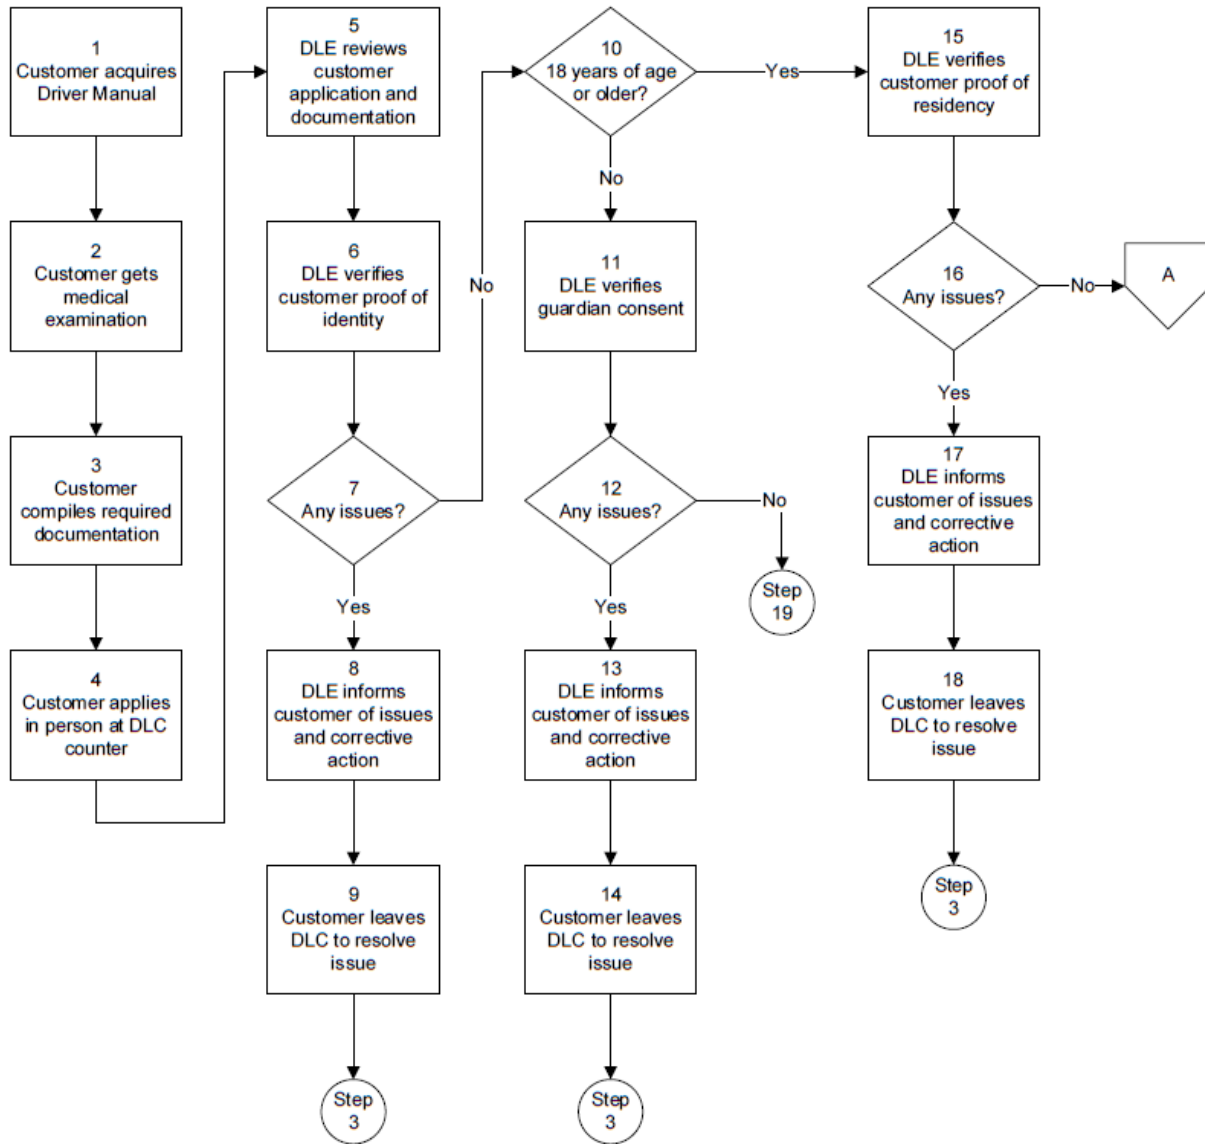 1
Customer acquires
Driver Manual
2
Customer gets
medical
examination
3
Customer
compiles required
documentation
4
Customer applies
in person at DLC
counter
5
DLE reviews
customer
application and
documentation
6
DLE verifies
customer proof of
identity
7
Any issues?
No
Yes
8
DLE informs
customer of issues
and corrective
action
9
Customer leaves
DLC to resolve
issue
Step
3
10
18 years of age
or older?
Yes
No
11
DLE verifies
guardian consent
12
Any issues?
No
Step
19
Yes
13
DLE informs
customer of issues
and corrective
action
14
Customer leaves
DLC to resolve
issue
Step
3
15
DLE verifies
customer proof of
residency
16
Any issues?
No
A
Yes
17
DLE informs
customer of issues
and corrective
action
18
Customer leaves
DLC to resolve
issue
Step
3